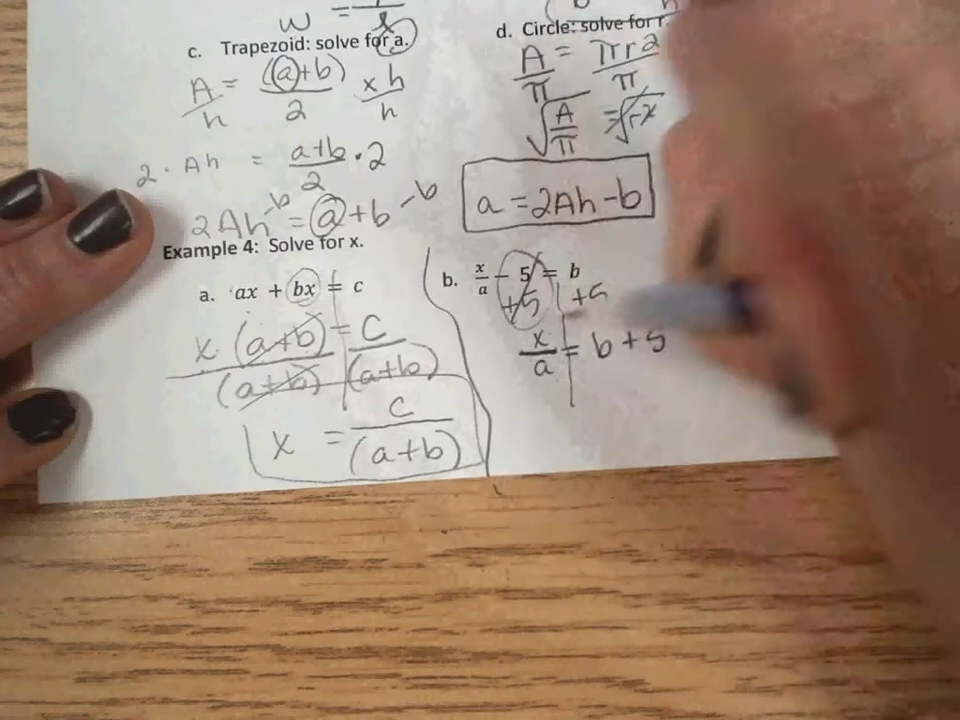 w = — ℓ
c. Trapezoid: solve for a.
A/h = (a+b)/2 xh/h
2 · Ah = a+b/2 · 2
2Ah -b = a+b -b
d. Circle: solve for r.
A/π = πr2/π
√A/π = √r2
a = 2Ah-b
Example 4: Solve for x.
a. ax + bx = c
x (a+b)/(a+b) = c/(a+b)
x = c/(a+b)
b. x/a - 5 = b
+5 +5
x/a = b+5